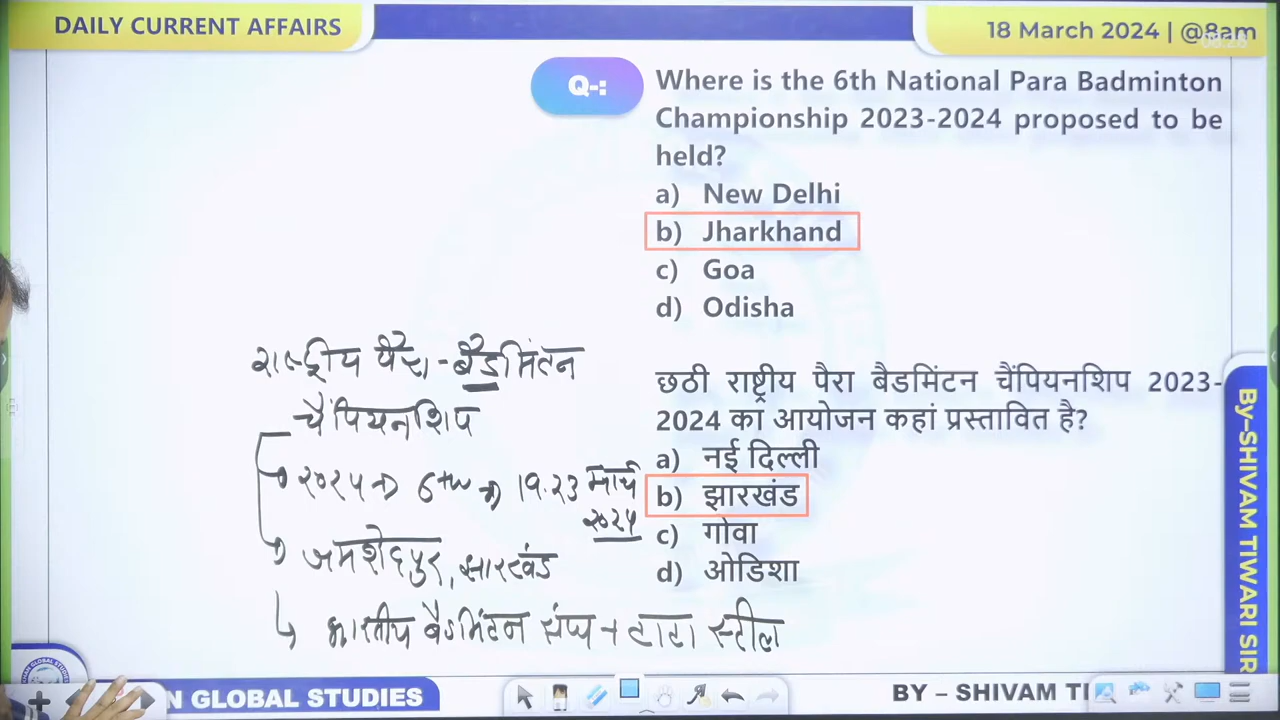 DAILY CURRENT AFFAIRS
18 March 2024 | @8am
Q-:
Where is the 6th National Para Badminton
Championship 2023-2024 proposed to be
held?
a) New Delhi
b) Jharkhand
c) Goa
d) Odisha
छठी राष्ट्रीय पैरा बैडमिंटन चैंपियनशिप 2023-
2024 का आयोजन कहां प्रस्तावित है?
a) नई दिल्ली
b) झारखंड
c) गोवा
d) ओडिशा
राष्ट्रीय पैरा-बैडमिंटन
चैंपियनशिप
→ 6th → 19-23 मार्च
→ जमशेदपुर, झारखंड
भारतीय बैडमिंटन संघ + टाटा स्टील
By-SHIVAM TIWARI SIR
N GLOBAL STUDIES
BY – SHIVAM TI